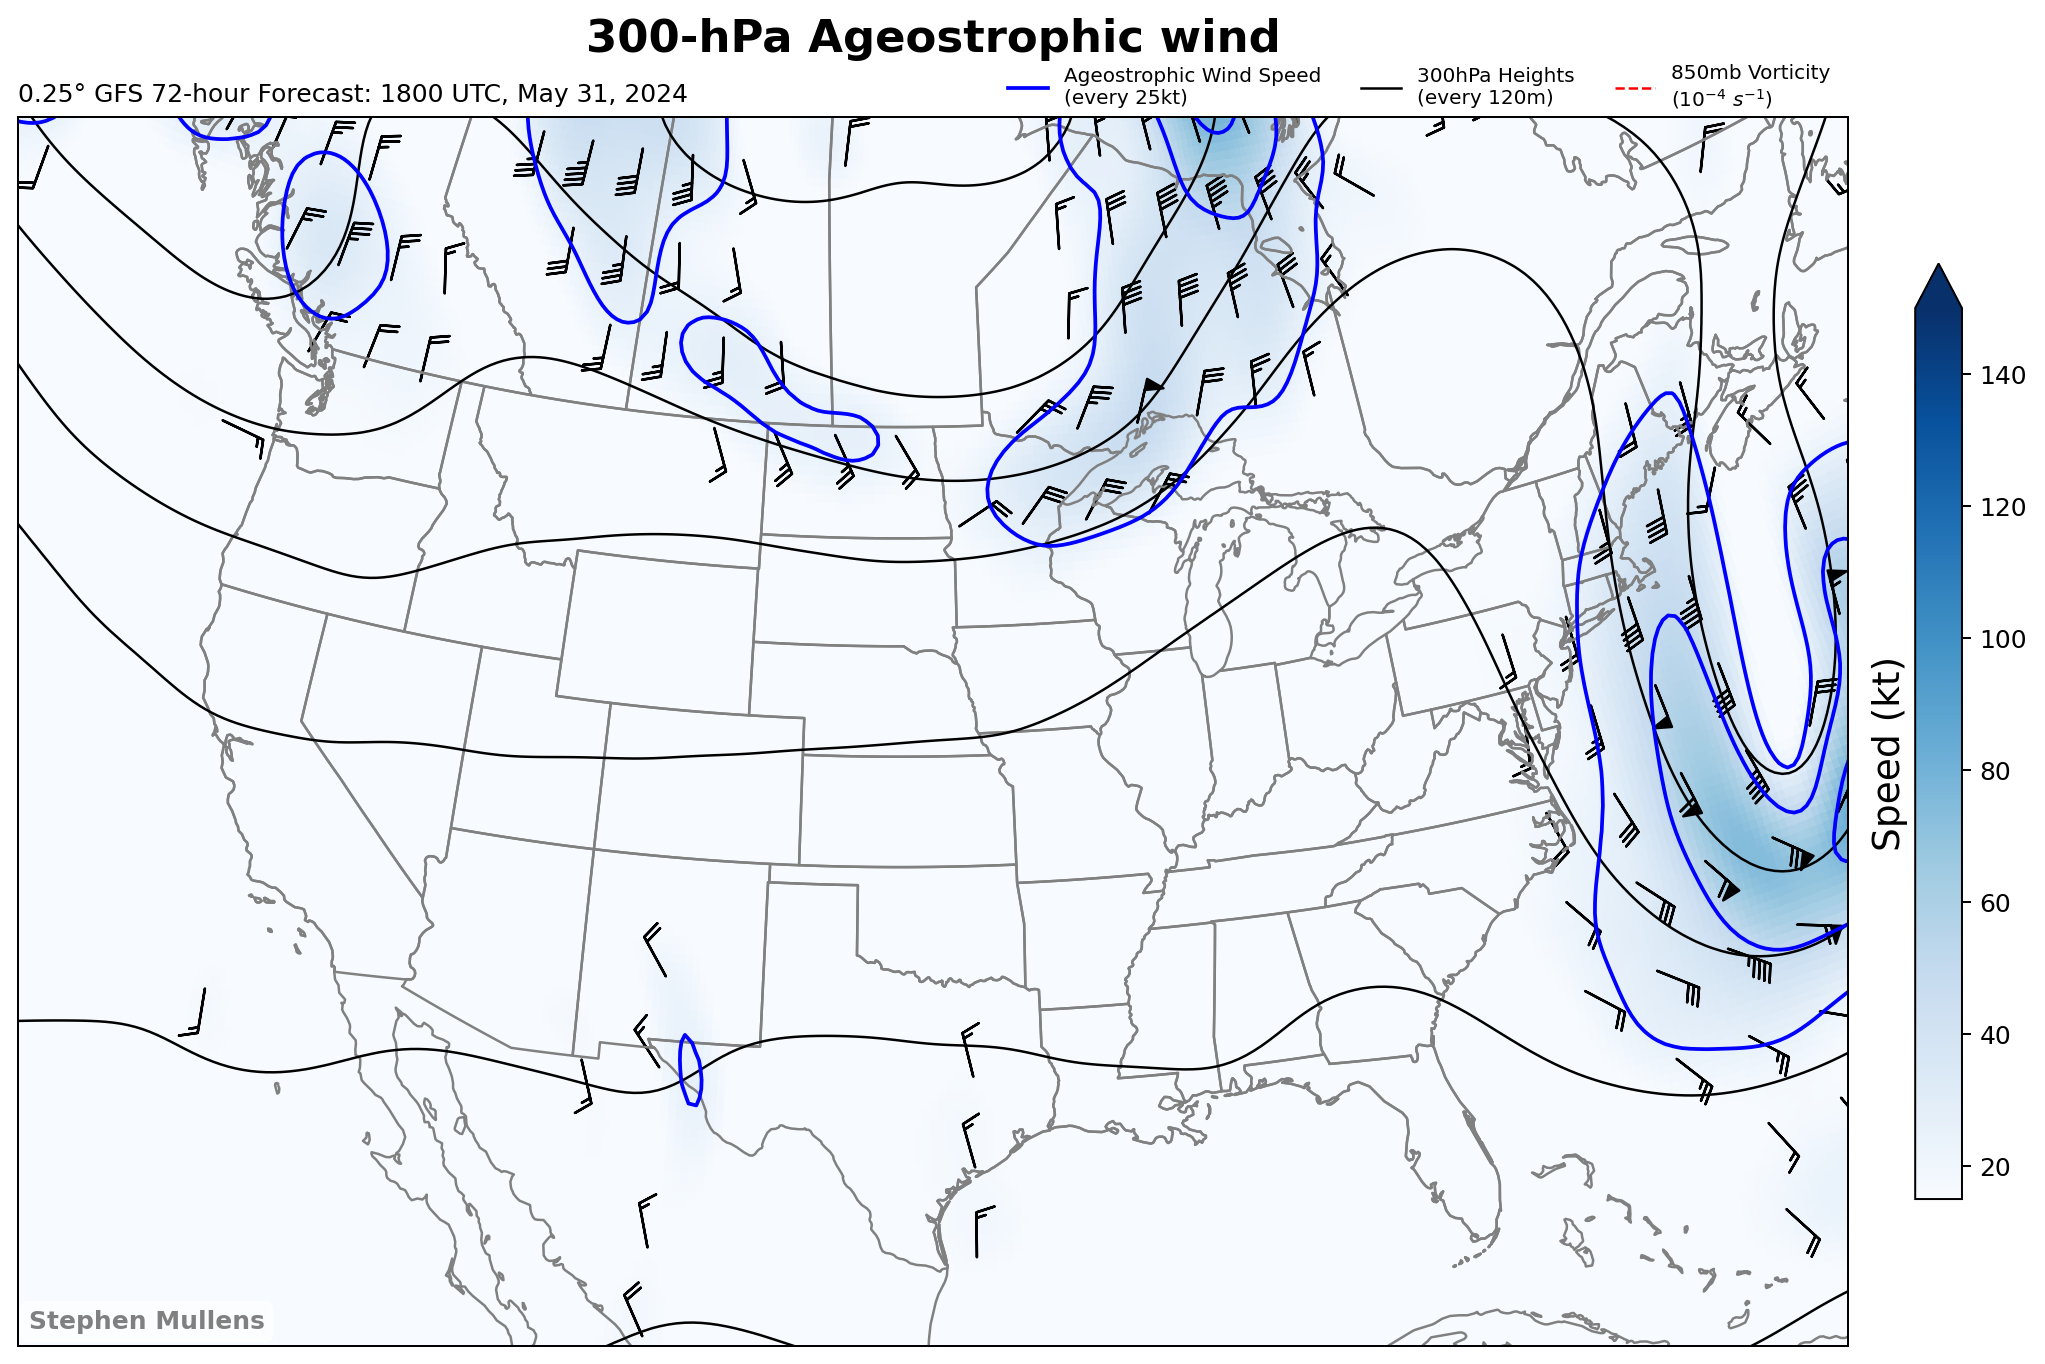 300-hPa Ageostrophic wind
0.25° GFS 72-hour Forecast: 1800 UTC, May 31, 2024
Ageostrophic Wind Speed
(every 25kt)
300hPa Heights
(every 120m)
850mb Vorticity
(10⁻⁴ s⁻¹)
140
120
100
80
60
40
20
Speed (kt)
Stephen Mullens